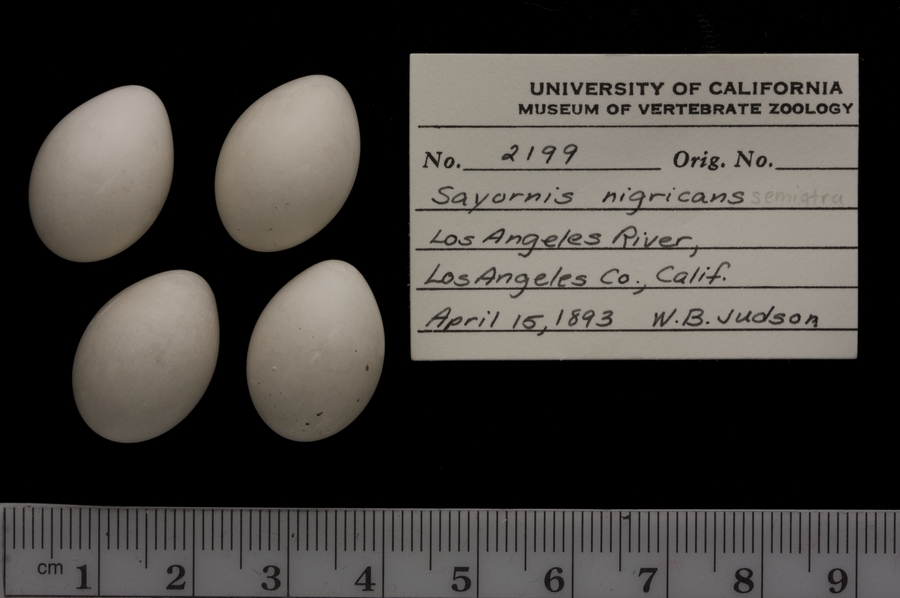 UNIVERSITY OF CALIFORNIA
MUSEUM OF VERTEBRATE ZOOLOGY
No. 2199 Orig. No.
Sayornis nigricans semiatra
Los Angeles River,
Los Angeles Co., Calif.
April 15, 1893 W.B. Judson
cm 1 2 3 4 5 6 7 8 9